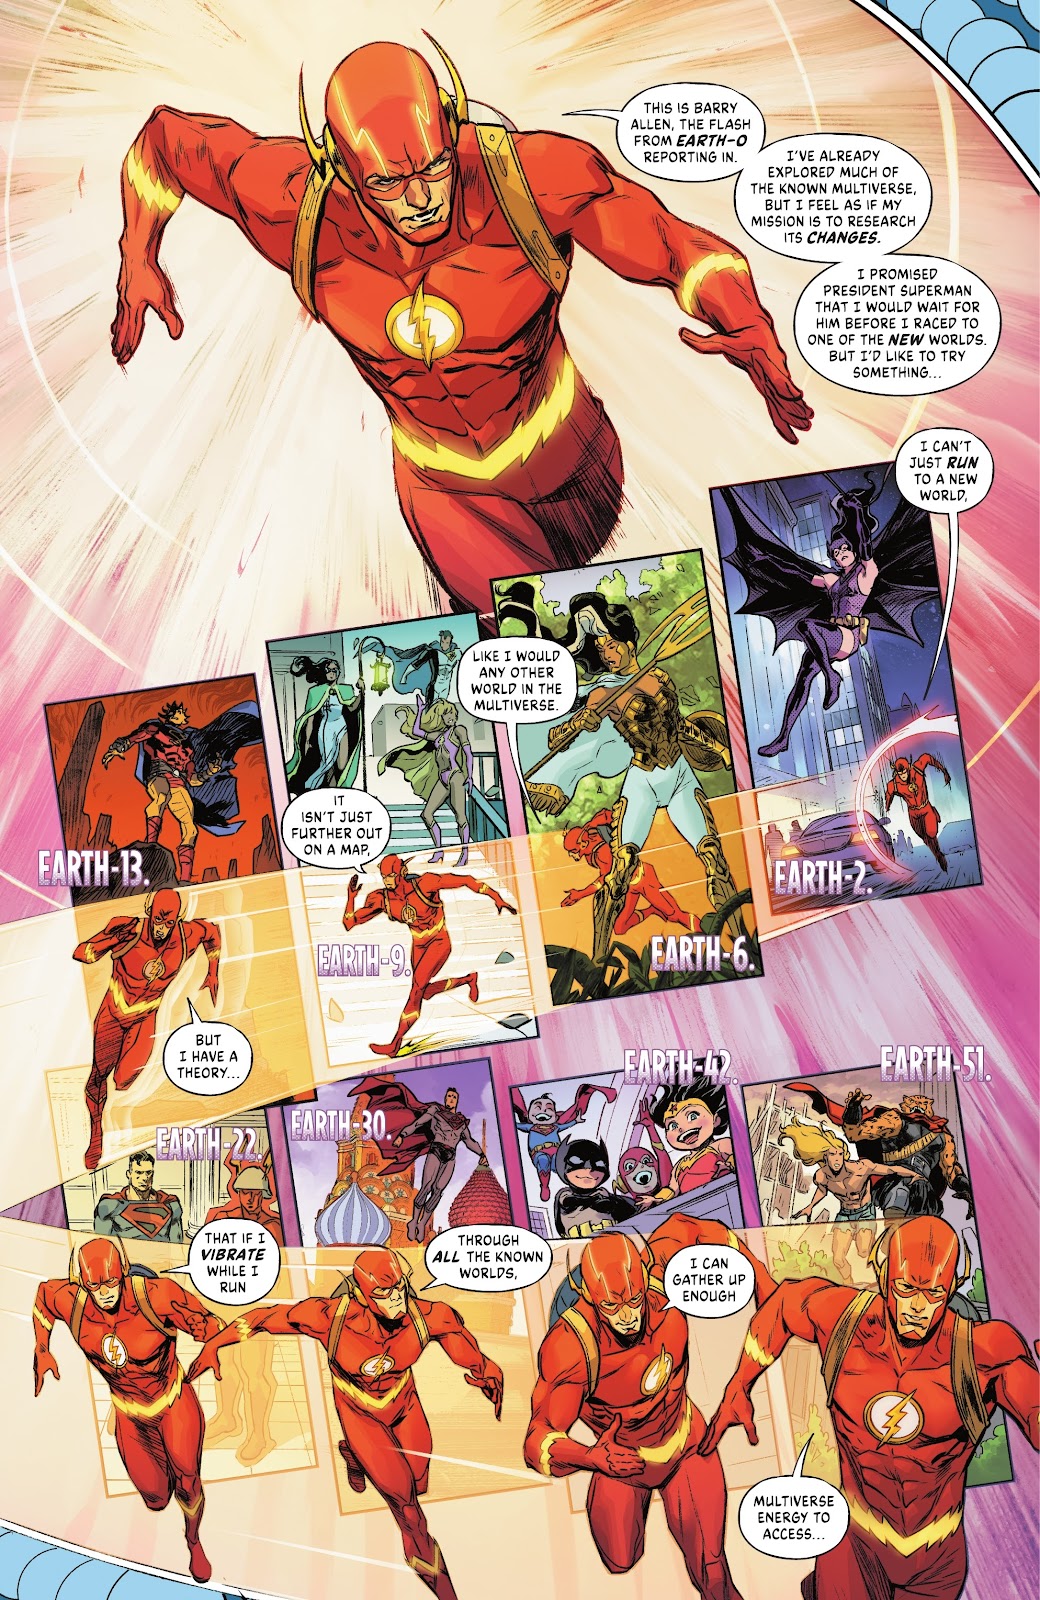 THIS IS BARRY
ALLEN, THE FLASH
FROM EARTH-0
REPORTING IN.
I'VE ALREADY
EXPLORED MUCH OF
THE KNOWN MULTIVERSE,
BUT I FEEL AS IF MY
MISSION IS TO RESEARCH
ITS CHANGES.
I PROMISED
PRESIDENT SUPERMAN
THAT I WOULD WAIT FOR
HIM BEFORE I RACED TO
ONE OF THE NEW WORLDS.
BUT I'D LIKE TO TRY
SOMETHING...
I CAN'T
JUST RUN
TO A NEW
WORLD,
EARTH-2.
LIKE I WOULD
ANY OTHER
WORLD IN THE
MULTIVERSE.
EARTH-6.
IT
ISN'T JUST
FURTHER OUT
ON A MAP,
EARTH-9.
EARTH-13.
BUT
I HAVE A
THEORY...
EARTH-22.
EARTH-30.
EARTH-42.
EARTH-51.
THAT IF I
VIBRATE
WHILE I
RUN
THROUGH
ALL THE KNOWN
WORLDS,
I CAN
GATHER UP
ENOUGH
MULTIVERSE
ENERGY TO
ACCESS...